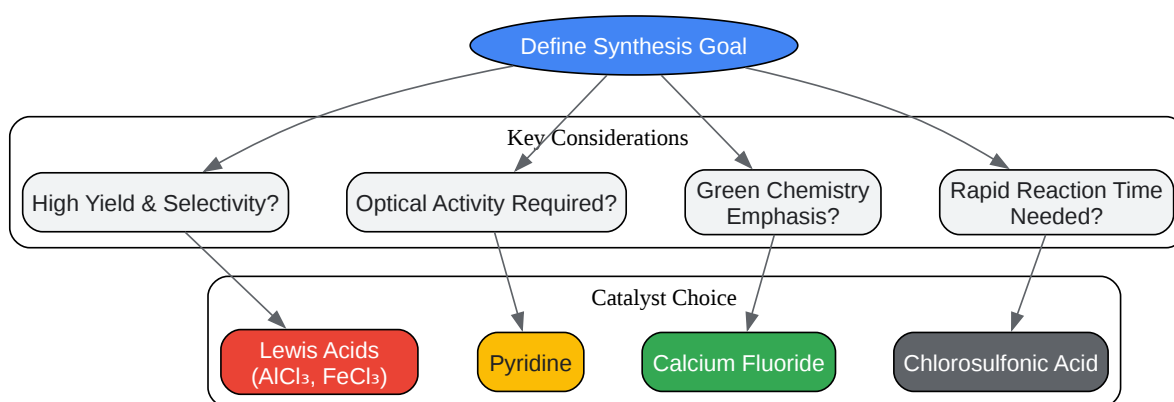 Define Synthesis Goal
Key Considerations
High Yield & Selectivity?
Optical Activity Required?
Green Chemistry
Emphasis?
Rapid Reaction Time
Needed?
Catalyst Choice
Lewis Acids
(AlCl₃, FeCl₃)
Pyridine
Calcium Fluoride
Chlorosulfonic Acid